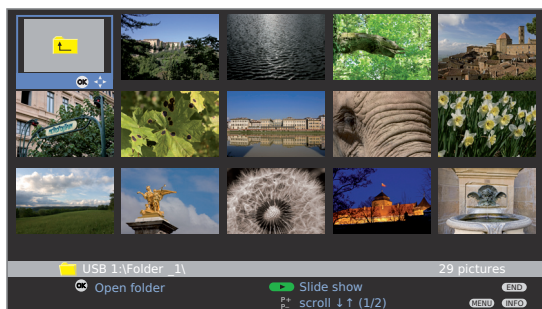 OK
USB 1:\Folder _1\ 29 pictures
OK Open folder Slide show END
P+ P- scroll ↓↑ (1/2) MENU INFO